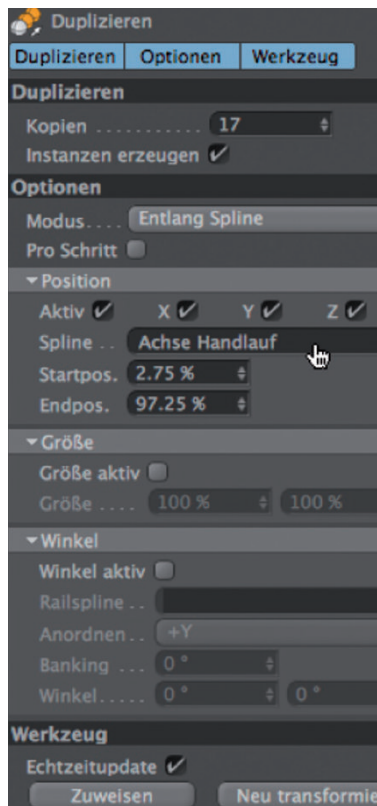 Duplizieren
Duplizieren Optionen Werkzeug
Duplizieren
Kopien ........... 17
Instanzen erzeugen
Optionen
Modus.... Entlang Spline
Pro Schritt
Position
Aktiv X Y Z
Spline .. Achse Handlauf
Startpos. 2.75 %
Endpos. 97.25 %
Größe
Größe aktiv
Größe .... 100 % 100 %
Winkel
Winkel aktiv
Railspline ..
Anordnen.. +Y
Banking ... 0 °
Winkel..... 0 ° 0 °
Werkzeug
Echtzeitupdate
Zuweisen Neu transformie